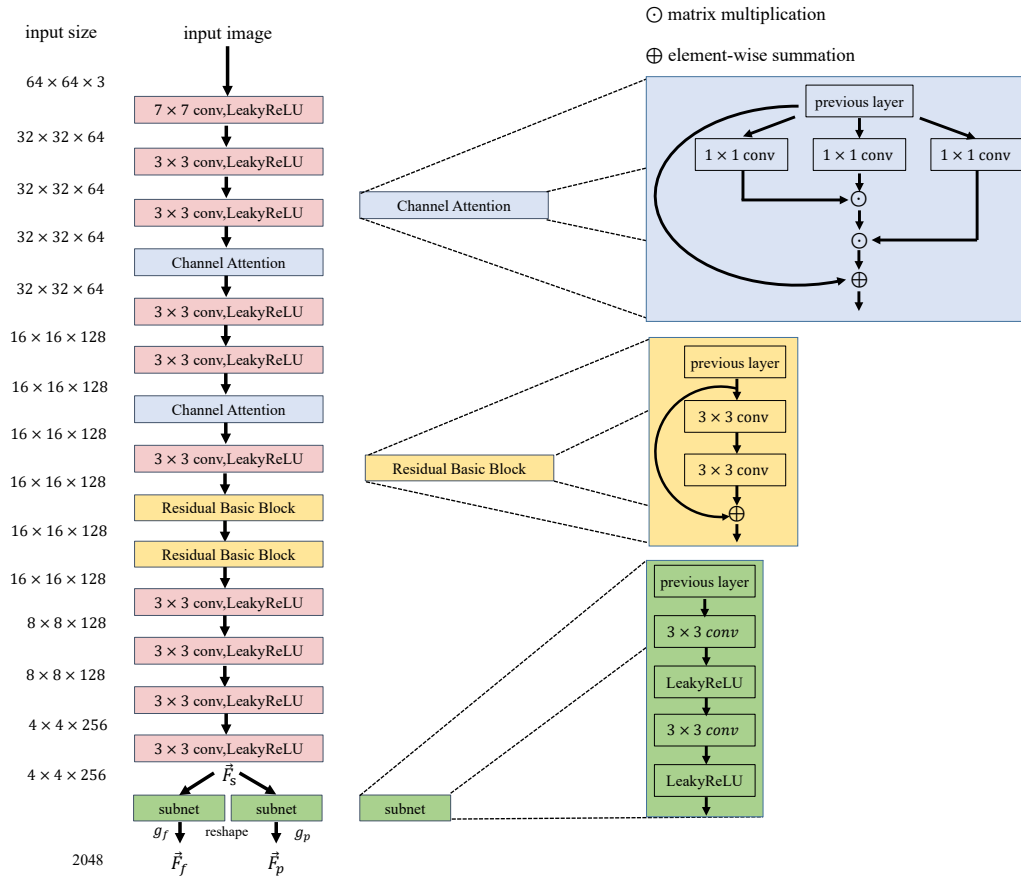 input size
input image
64 × 64 × 3
7 × 7 conv,LeakyReLU
32 × 32 × 64
3 × 3 conv,LeakyReLU
32 × 32 × 64
3 × 3 conv,LeakyReLU
32 × 32 × 64
Channel Attention
32 × 32 × 64
3 × 3 conv,LeakyReLU
16 × 16 × 128
3 × 3 conv,LeakyReLU
16 × 16 × 128
Channel Attention
16 × 16 × 128
3 × 3 conv,LeakyReLU
16 × 16 × 128
Residual Basic Block
16 × 16 × 128
Residual Basic Block
16 × 16 × 128
3 × 3 conv,LeakyReLU
8 × 8 × 128
3 × 3 conv,LeakyReLU
8 × 8 × 128
3 × 3 conv,LeakyReLU
4 × 4 × 256
3 × 3 conv,LeakyReLU
4 × 4 × 256
F⃗s
subnet subnet
g_f reshape g_p
2048
F⃗_f F⃗_p
⊙ matrix multiplication
⊕ element-wise summation
Channel Attention
previous layer
1 × 1 conv 1 × 1 conv 1 × 1 conv
⊙
⊙
⊕
Residual Basic Block
previous layer
3 × 3 conv
3 × 3 conv
⊕
subnet
previous layer
3 × 3 conv
LeakyReLU
3 × 3 conv
LeakyReLU